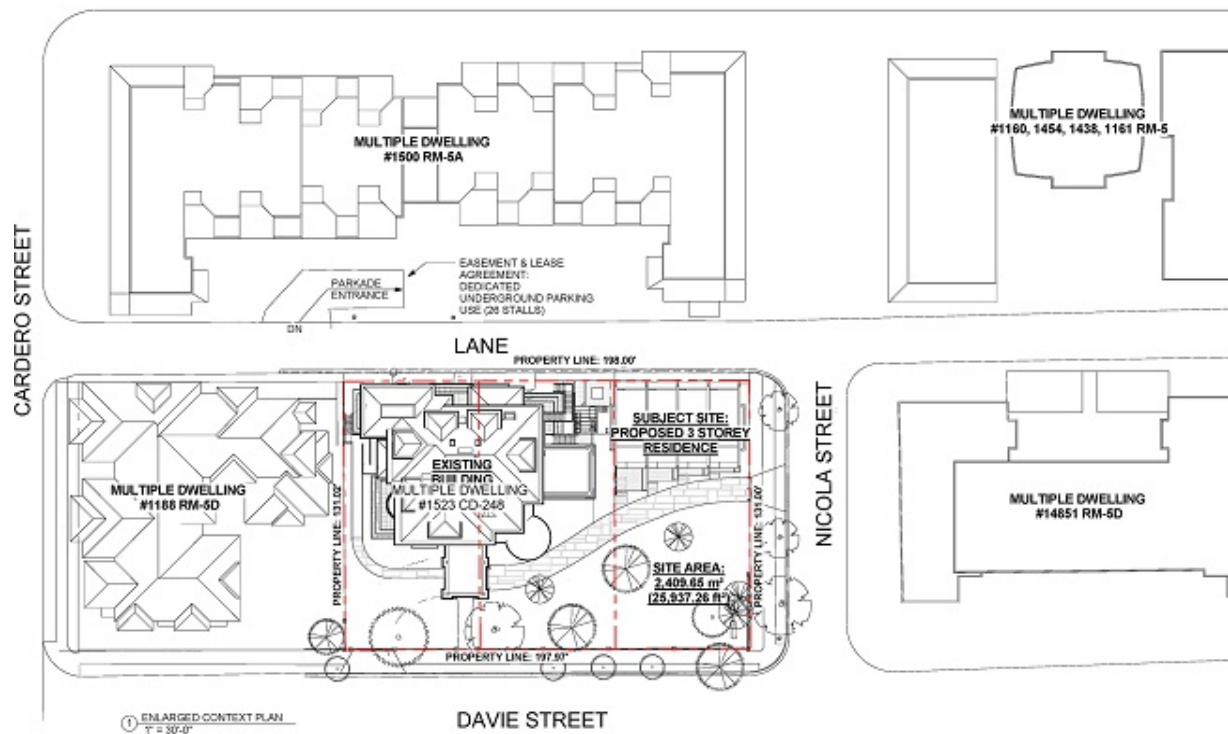 MULTIPLE DWELLING
#1500 RM-5A
MULTIPLE DWELLING
#1160, 1454, 1438, 1161 RM-5
CARDERO STREET
PARKADE
ENTRANCE
DN
EASEMENT & LEASE
AGREEMENT:
DEDICATED
UNDERGROUND PARKING
USE (26 STALLS)
LANE
PROPERTY LINE: 198.00'
MULTIPLE DWELLING
#1188 RM-5D
PROPERTY LINE: 131.02'
EXISTING
BUILDING
MULTIPLE DWELLING
#1523 CD-248
SUBJECT SITE:
PROPOSED 3 STOREY
RESIDENCE
SITE AREA:
2,409.65 m²
(25,937.26 ft²)
PROPERTY LINE: 131.00'
NICOLA STREET
MULTIPLE DWELLING
#14851 RM-5D
PROPERTY LINE: 197.97'
1 ENLARGED CONTEXT PLAN
1" = 30'-0"
DAVIE STREET